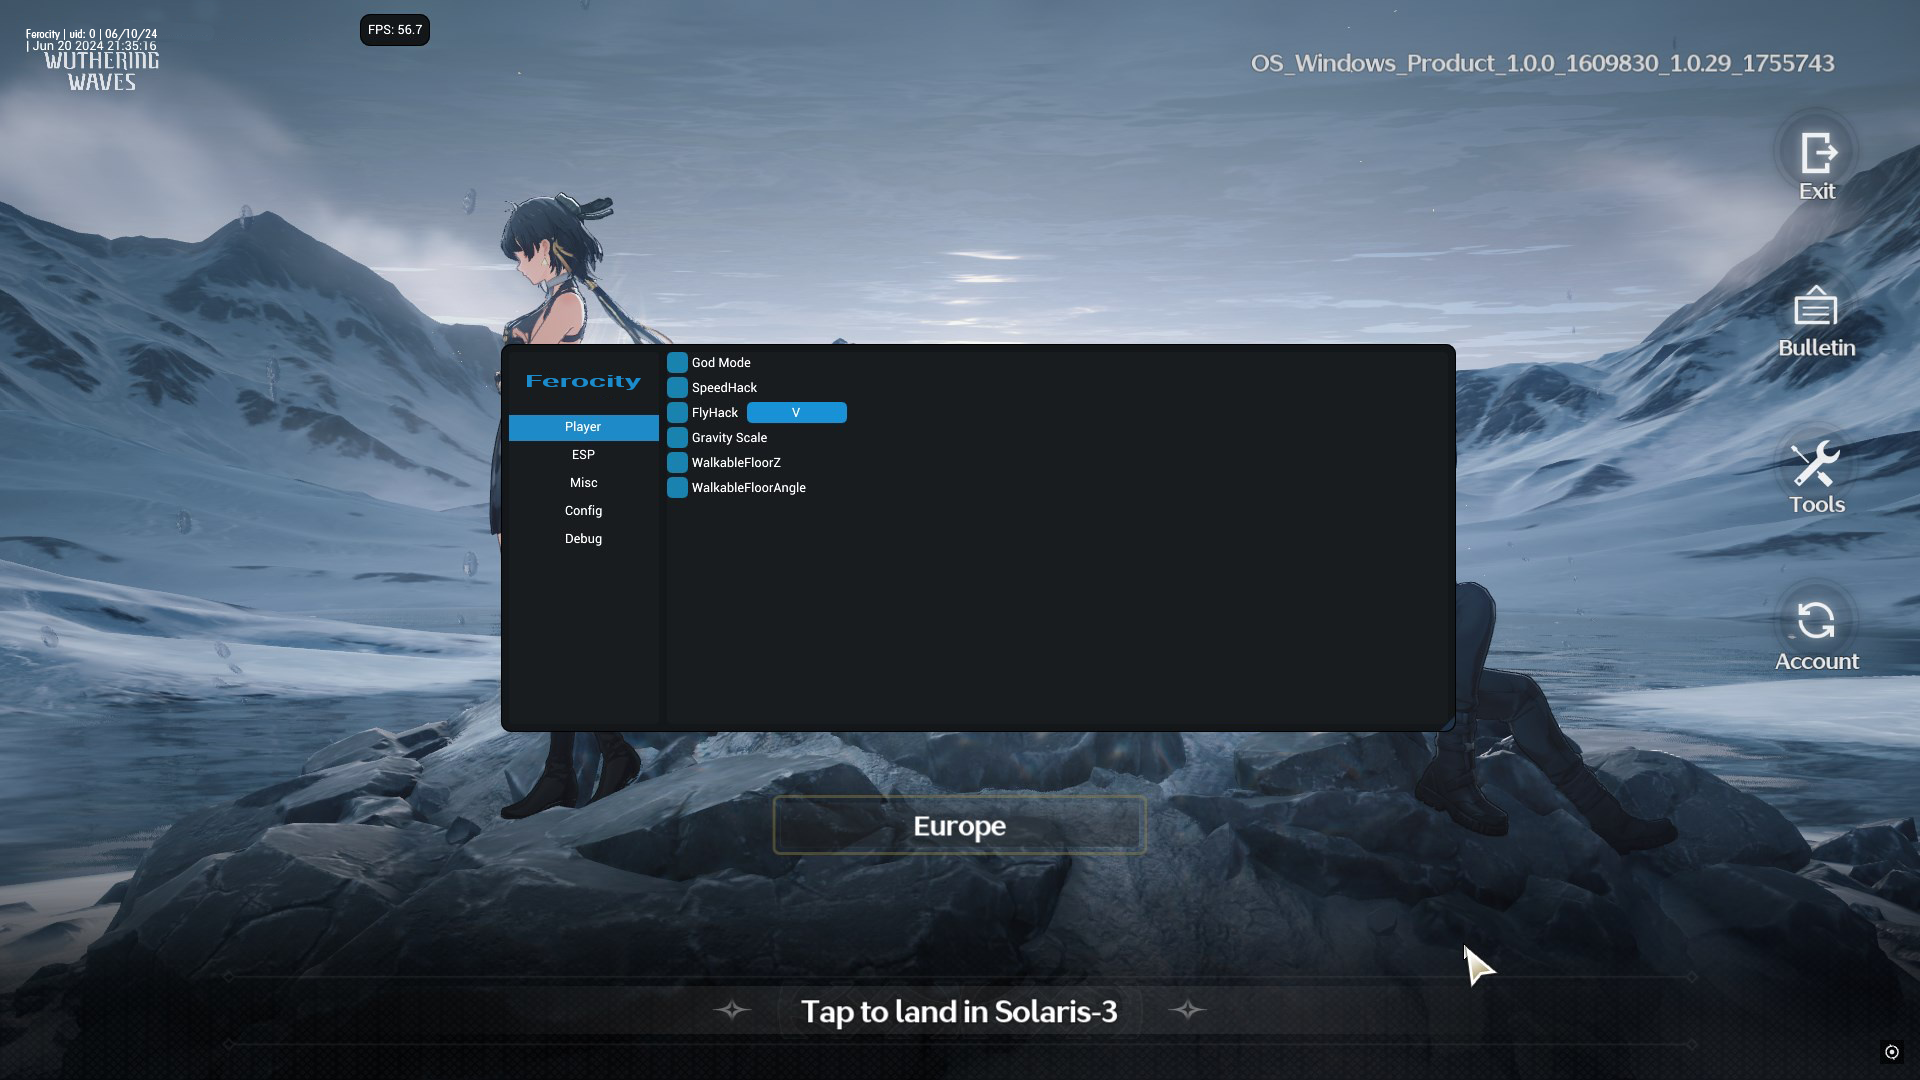 Ferocity | uid: 0 | 06/10/24
| Jun 20 2024 21:35:16
WUTHERING
WAVES
FPS: 56.7
OS_Windows_Product_1.0.0_1609830_1.0.29_1755743
Exit
Bulletin
Tools
Account
Ferocity
Player
ESP
Misc
Config
Debug
God Mode
SpeedHack
FlyHack V
Gravity Scale
WalkableFloorZ
WalkableFloorAngle
Europe
Tap to land in Solaris-3